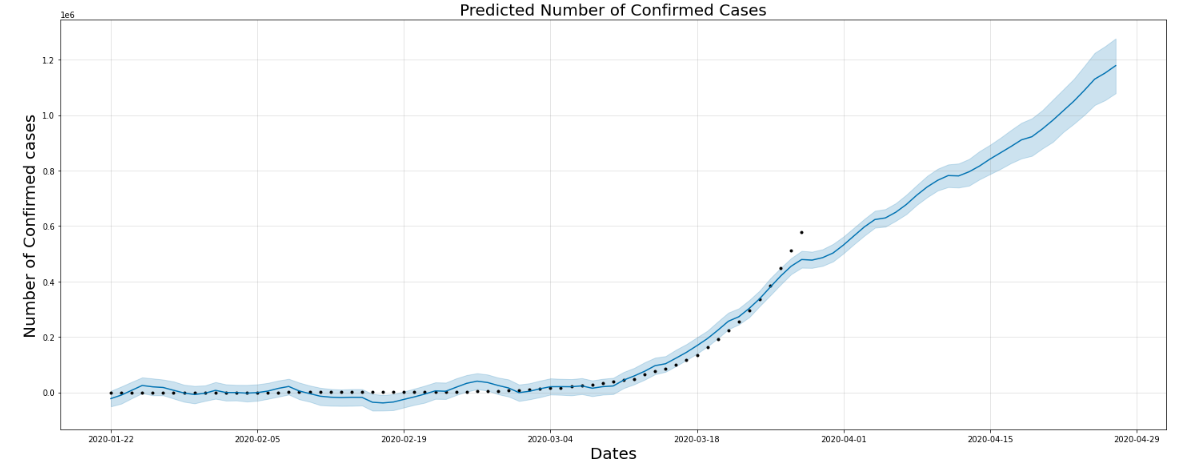 Predicted Number of Confirmed Cases
1e6
1.2
1.0
0.8
0.6
0.4
0.2
0.0
Number of Confirmed cases
2020-01-22 2020-02-05 2020-02-19 2020-03-04 2020-03-18 2020-04-01 2020-04-15 2020-04-29
Dates